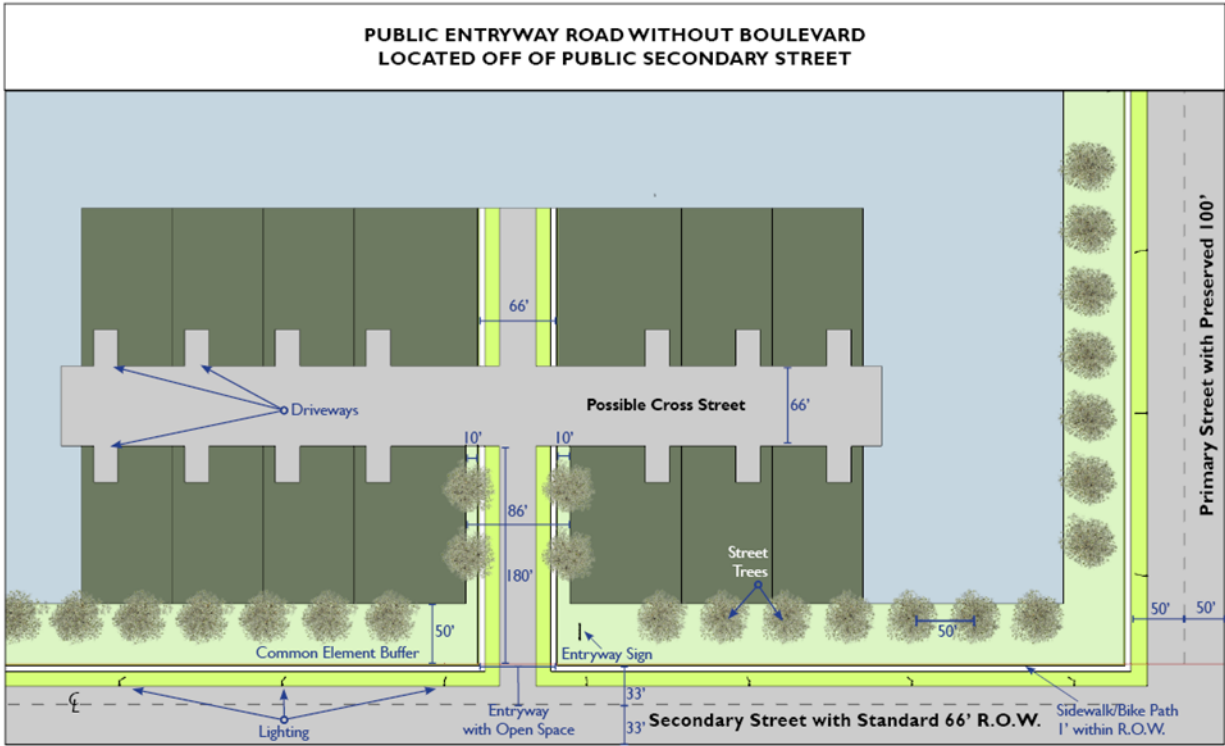 PUBLIC ENTRYWAY ROAD WITHOUT BOULEVARD
LOCATED OFF OF PUBLIC SECONDARY STREET
66'
Driveways
Possible Cross Street
66'
10'
10'
86'
180'
Street
Trees
50'
Common Element Buffer
Entryway Sign
50'
50'
50'
Primary Street with Preserved 100'
℄
Lighting
Entryway
with Open Space
33'
33'
Secondary Street with Standard 66' R.O.W.
Sidewalk/Bike Path
1' within R.O.W.